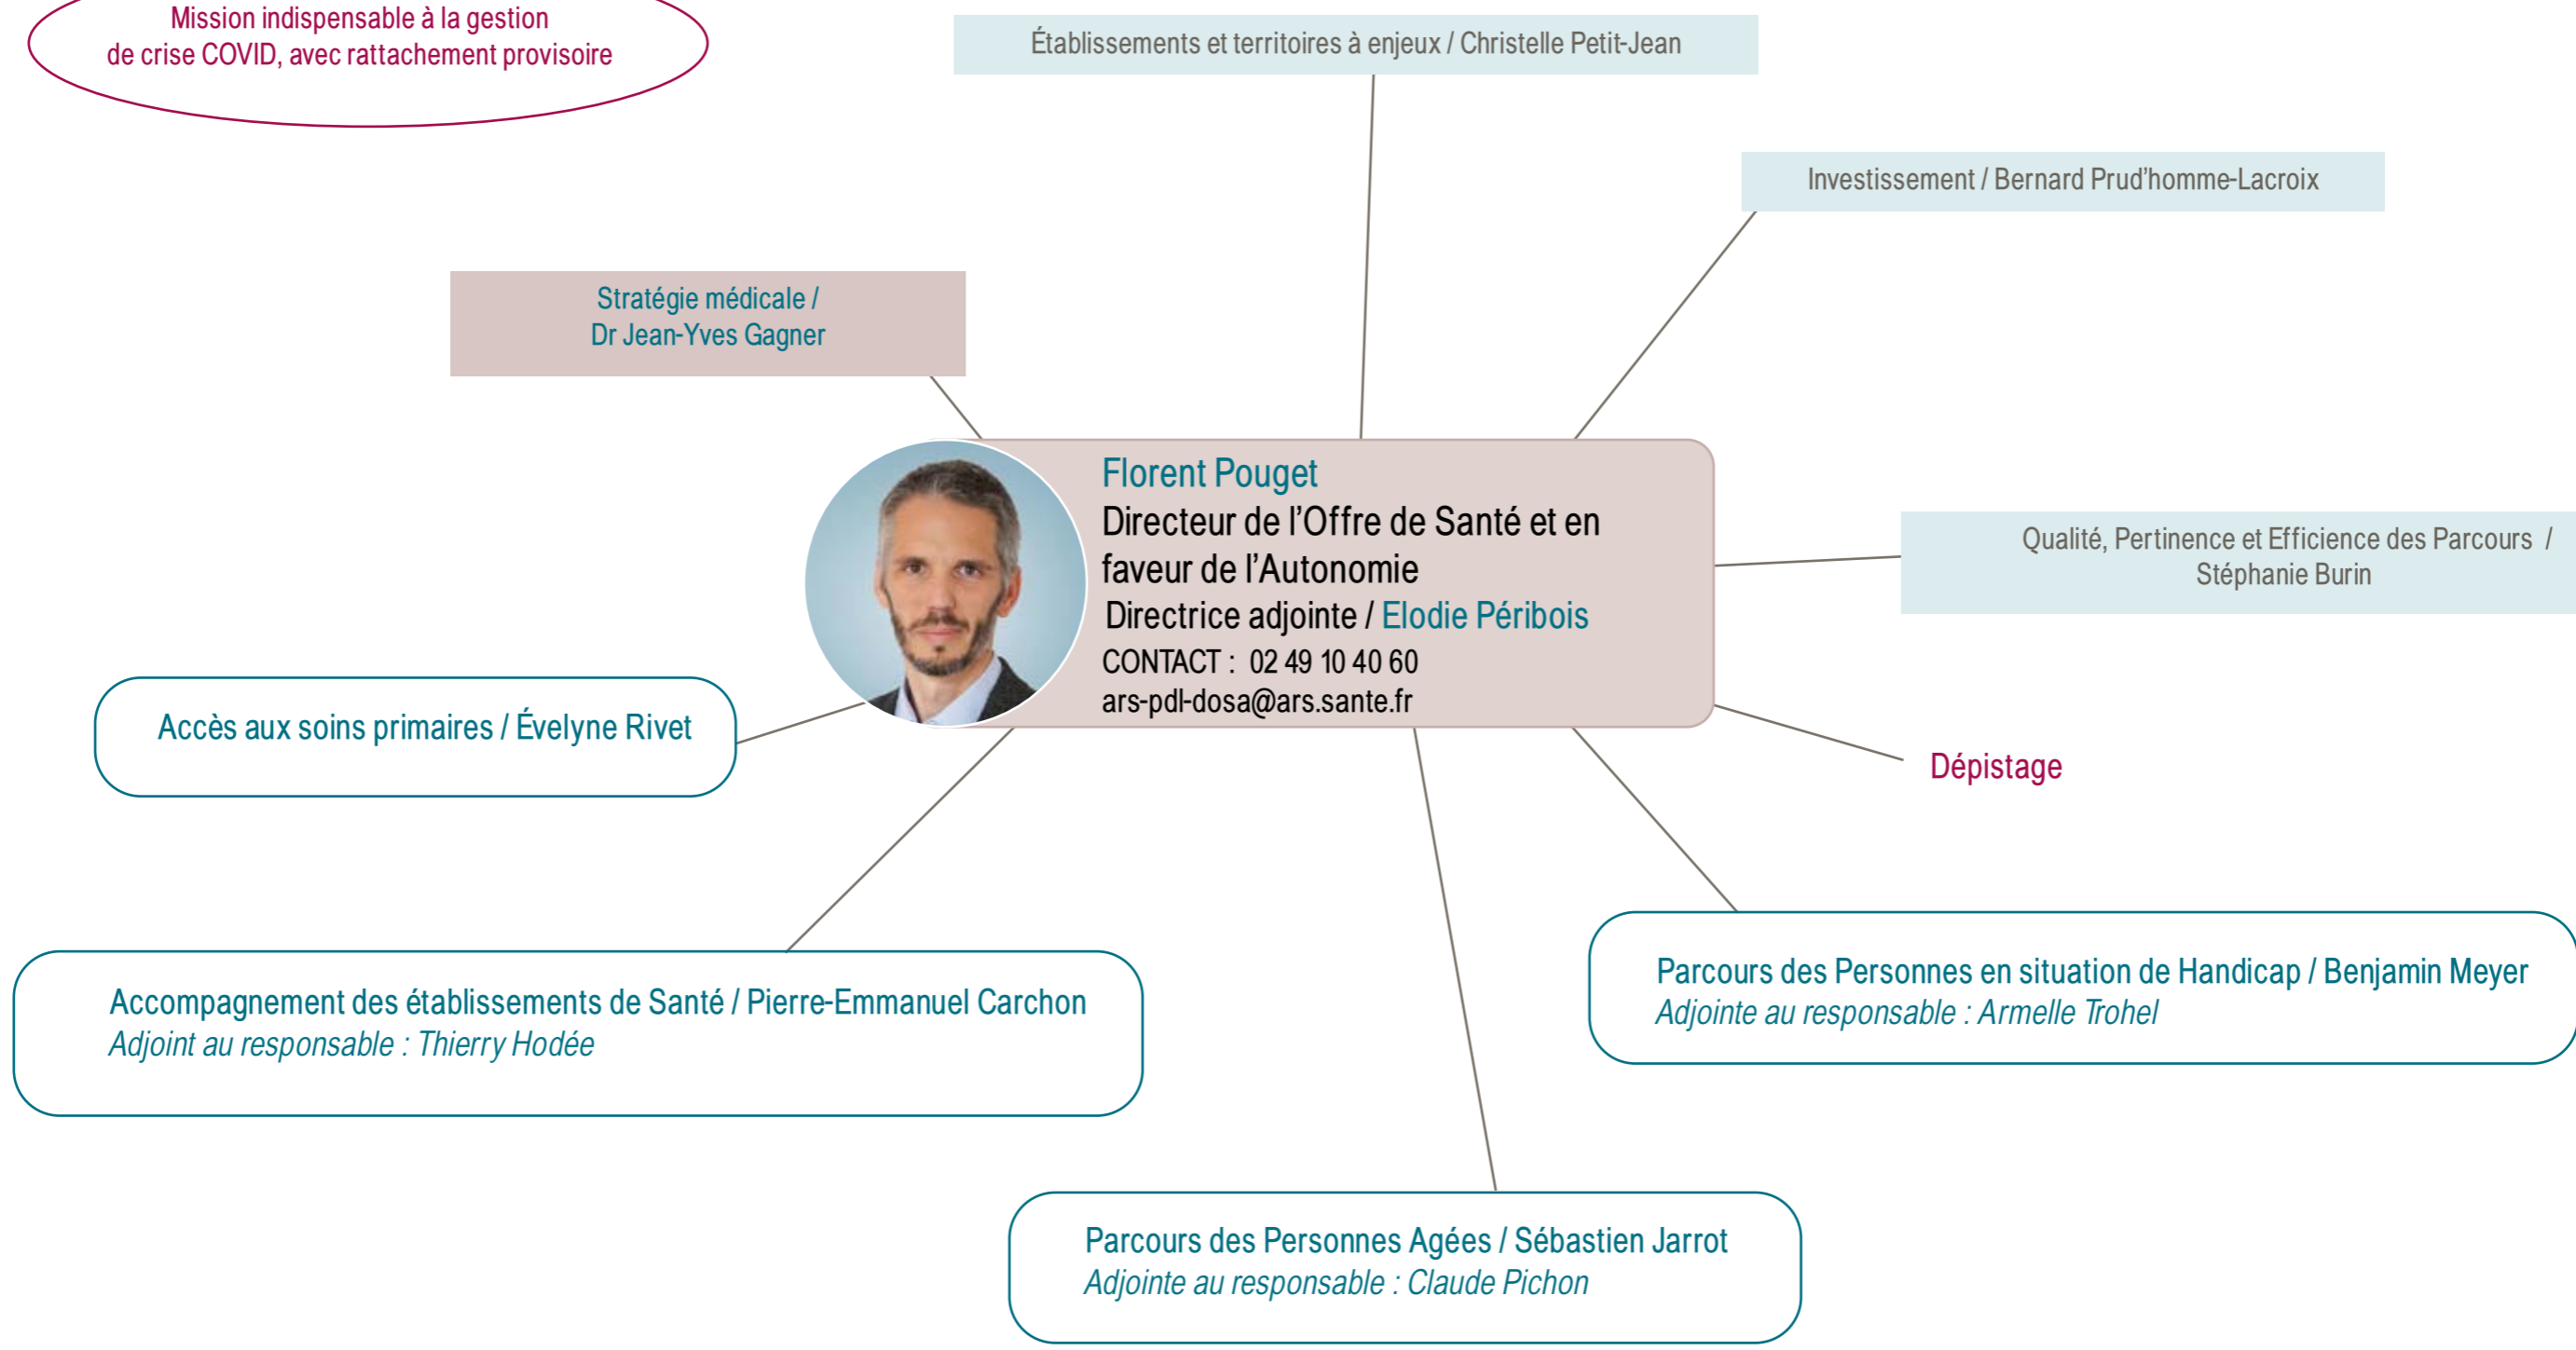 Mission indispensable à la gestion
de crise COVID, avec rattachement provisoire
Établissements et territoires à enjeux / Christelle Petit-Jean
Investissement / Bernard Prud’homme-Lacroix
Stratégie médicale /
Dr Jean-Yves Gagner
Florent Pouget
Directeur de l’Offre de Santé et en
faveur de l’Autonomie
Directrice adjointe / Elodie Péribois
CONTACT : 02 49 10 40 60
ars-pdl-dosa@ars.sante.fr
Qualité, Pertinence et Efficience des Parcours /
Stéphanie Burin
Accès aux soins primaires / Évelyne Rivet
Dépistage
Accompagnement des établissements de Santé / Pierre-Emmanuel Carchon
Adjoint au responsable : Thierry Hodée
Parcours des Personnes en situation de Handicap / Benjamin Meyer
Adjointe au responsable : Armelle Trohel
Parcours des Personnes Agées / Sébastien Jarrot
Adjointe au responsable : Claude Pichon